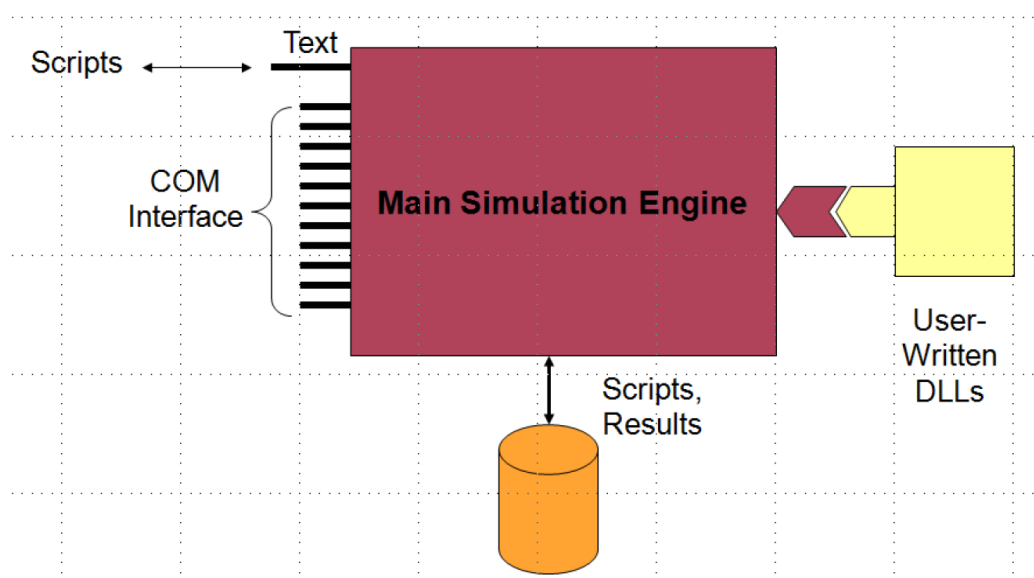 Text
Scripts
COM
Interface
Main Simulation Engine
User-
Written
DLLs
Scripts,
Results